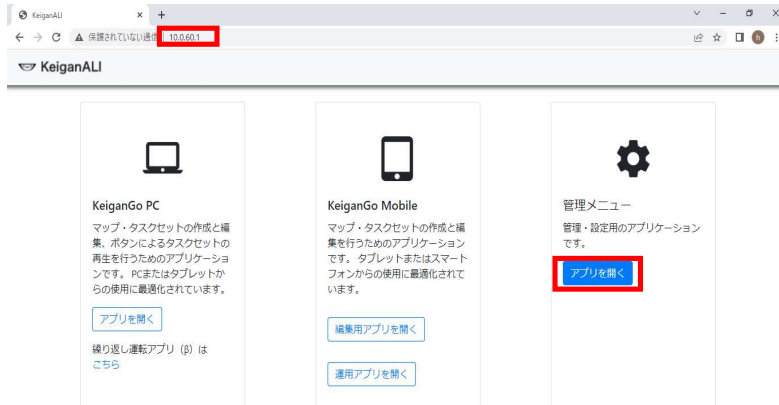 KeiganALI
保護されていない通信
10.0.60.1
KeiganALI
KeiganGo PC
マップ・タスクセットの作成と編
集、ボタンによるタスクセットの
再生を行うためのアプリケーショ
ンです。 PCまたはタブレットか
らの使用に最適化されています。
アプリを開く
繰り返し運転アプリ（β）は
こちら
KeiganGo Mobile
マップ・タスクセットの作成と編
集を行うためのアプリケーション
です。 タブレットまたはスマート
フォンからの使用に最適化されて
います。
編集用アプリを開く
運用アプリを開く
管理メニュー
管理・設定用のアプリケーション
です。
アプリを開く